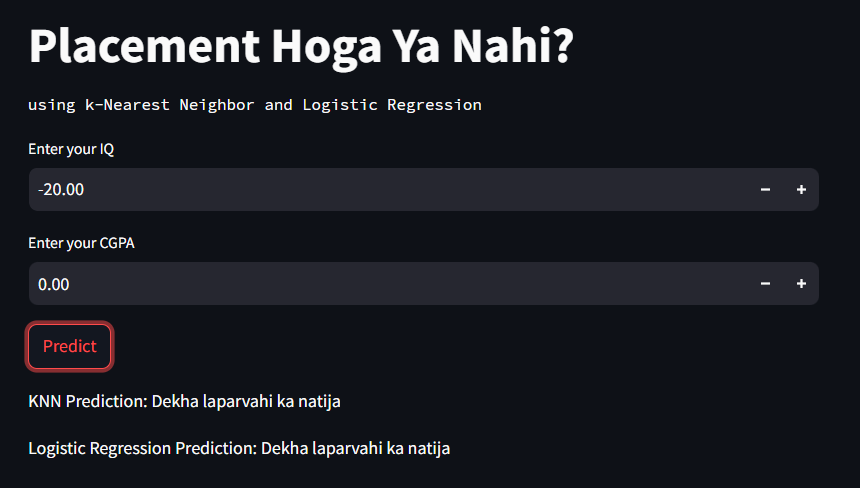 Placement Hoga Ya Nahi?
using k-Nearest Neighbor and Logistic Regression
Enter your IQ
-20.00
Enter your CGPA
0.00
Predict
KNN Prediction: Dekha laparvahi ka natija
Logistic Regression Prediction: Dekha laparvahi ka natija